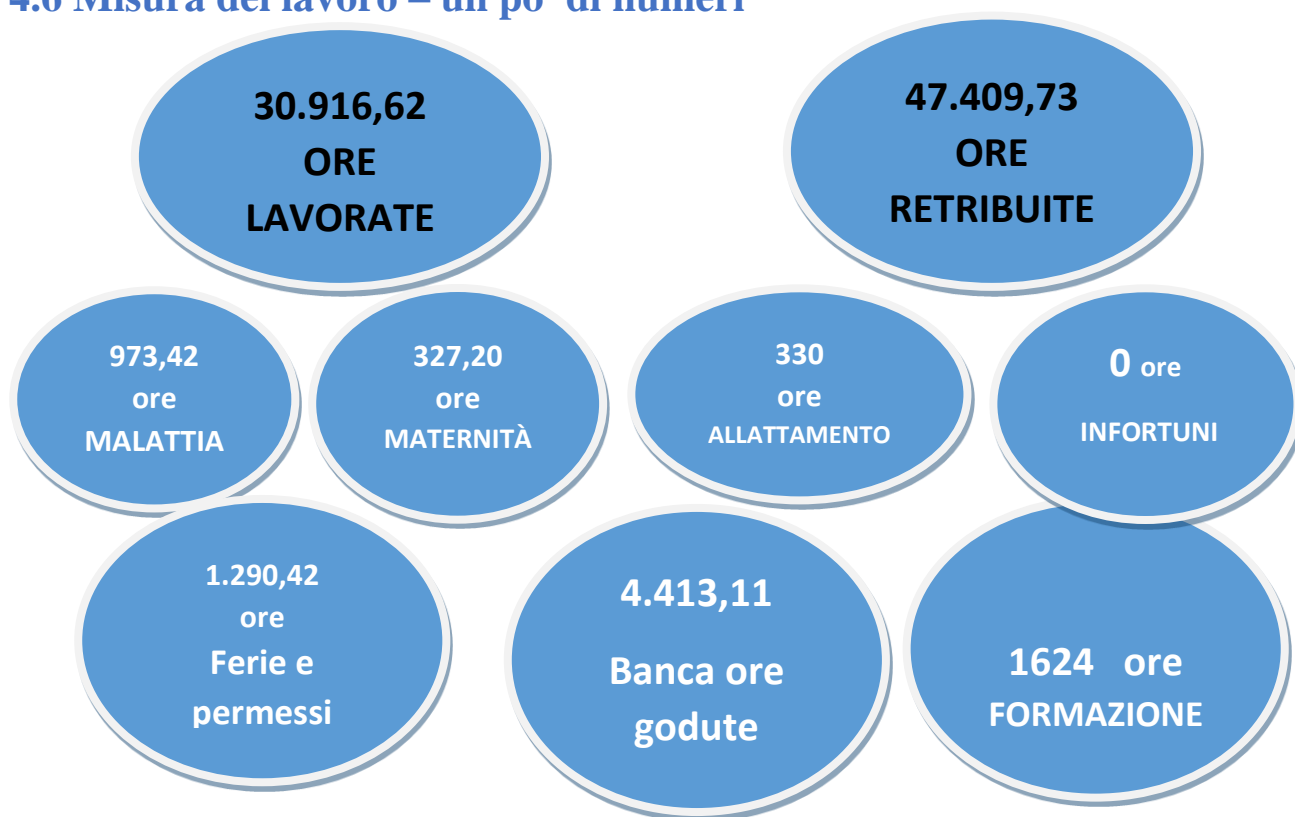 4.6 Misura del lavoro – un po' di numeri
30.916,62
ORE
LAVORATE
47.409,73
ORE
RETRIBUITE
973,42
ore
MALATTIA
327,20
ore
MATERNITÀ
330
ore
ALLATTAMENTO
0 ore
INFORTUNI
1.290,42
ore
Ferie e
permessi
4.413,11
Banca ore
godute
1624 ore
FORMAZIONE